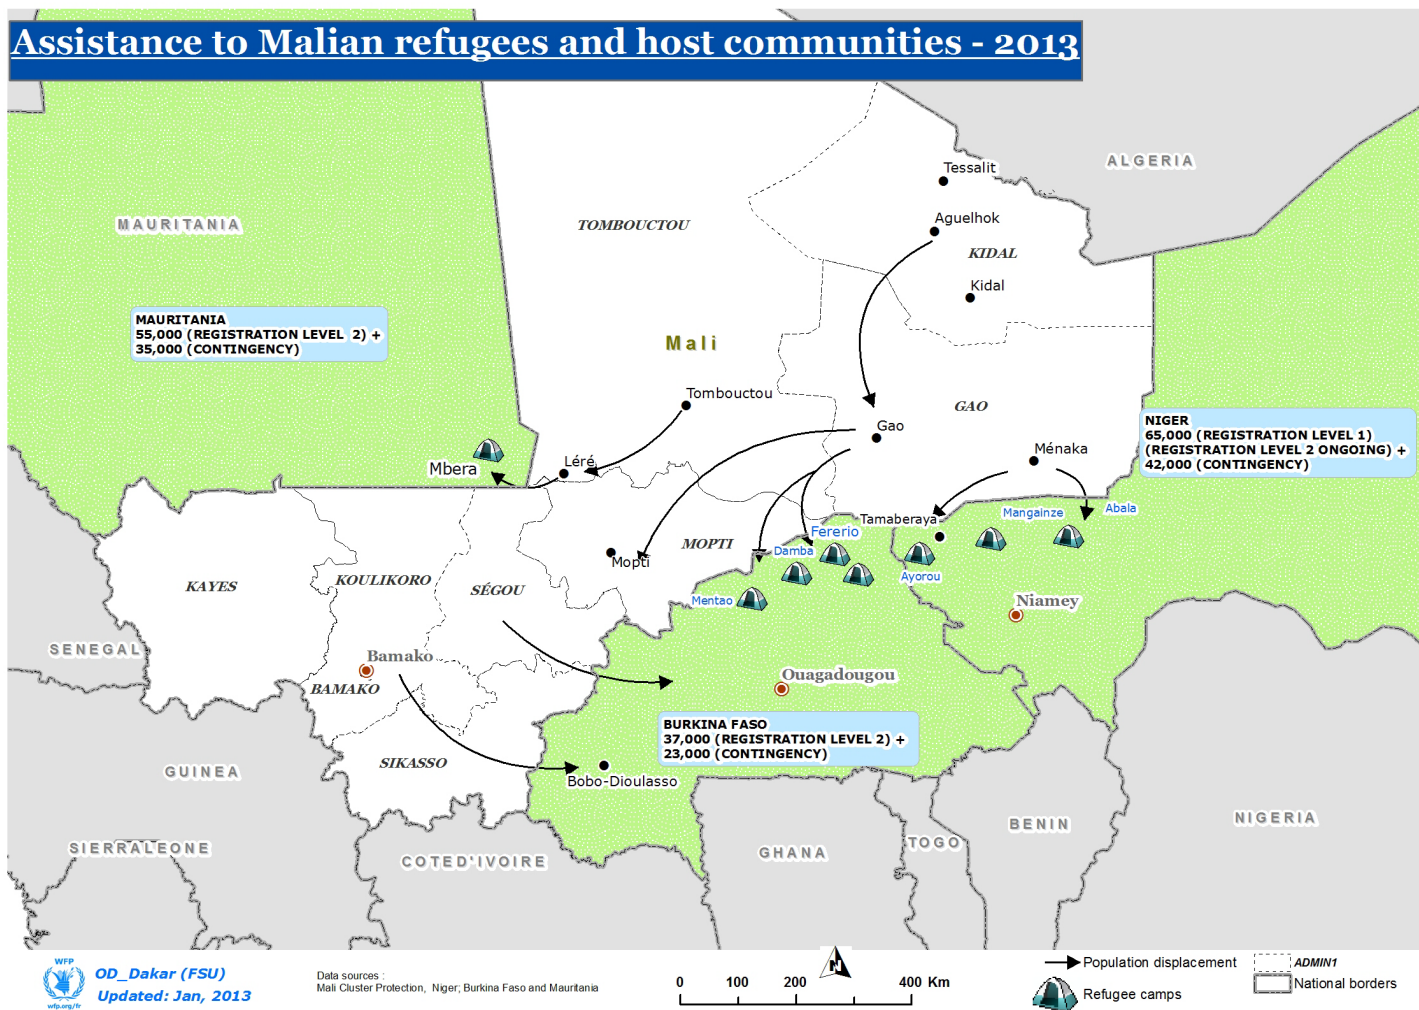 Assistance to Malian refugees and host communities - 2013
ALGERIA
Tessalit
MAURITANIA
TOMBOUCTOU
Aguelhok
KIDAL
Kidal
MAURITANIA
55,000 (REGISTRATION LEVEL 2) +
35,000 (CONTINGENCY)
Mali
Tombouctou
GAO
Gao
NIGER
65,000 (REGISTRATION LEVEL 1)
(REGISTRATION LEVEL 2 ONGOING) +
42,000 (CONTINGENCY)
Ménaka
Mbera
Léré
Mangainze
Abala
Tamaberaya
Fererio
MOPTI
Damba
Mopti
Ayorou
KAYES
KOULIKORO
SÉGOU
Mentao
Niamey
SENEGAL
Bamako
BAMAKO
Ouagadougou
BURKINA FASO
37,000 (REGISTRATION LEVEL 2) +
23,000 (CONTINGENCY)
SIKASSO
GUINEA
Bobo-Dioulasso
NIGERIA
BENIN
TOGO
SIERRALEONE
COTED'IVOIRE
GHANA
WFP
wfp.org/fr
OD_Dakar (FSU)
Updated: Jan, 2013
Data sources :
Mali Cluster Protection, Niger; Burkina Faso and Mauritania
N
0 100 200 400 Km
Population displacement
Refugee camps
ADMIN1
National borders